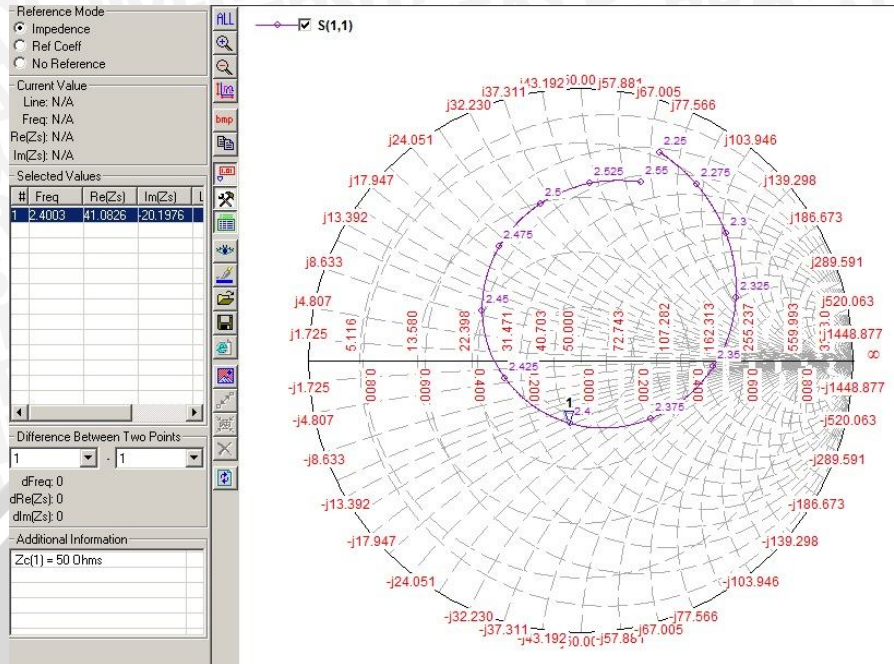 Reference Mode
Impedence
Ref Coeff
No Reference
Current Value
Line: N/A
Freq: N/A
Re(Zs): N/A
Im(Zs): N/A
Selected Values
# Freq Re(Zs) Im(Zs) L
1 2.4003 41.0826 -20.1976
Difference Between Two Points
1 - 1
dFreq: 0
dRe(Zs): 0
dIm(Zs): 0
Additional Information
Zc(1) = 50 Ohms
ALL
bmp
S(1,1)
j1.725
j4.807
j8.633
j13.392
j17.947
j24.051
j32.230
j37.311
j43.192
j57.881
j67.005
j77.566
j103.946
j139.298
j186.673
j289.591
j520.063
j1448.877
∞
-j1448.877
-j520.063
-j289.591
-j186.673
-j139.298
-j103.946
-j77.566
-j67.005
-j57.881
-j43.192
-j37.311
-j32.230
-j24.051
-j17.947
-j13.392
-j8.633
-j4.807
-j1.725
5.116
13.580
22.398
31.471
40.703
50.000
72.743
107.282
162.313
255.237
559.993
0.800
0.600
0.400
0.200
0.000
0.200
0.400
0.600
0.800
2.25
2.275
2.3
2.325
2.35
2.375
1
2.4
2.425
2.45
2.475
2.5
2.525
2.55